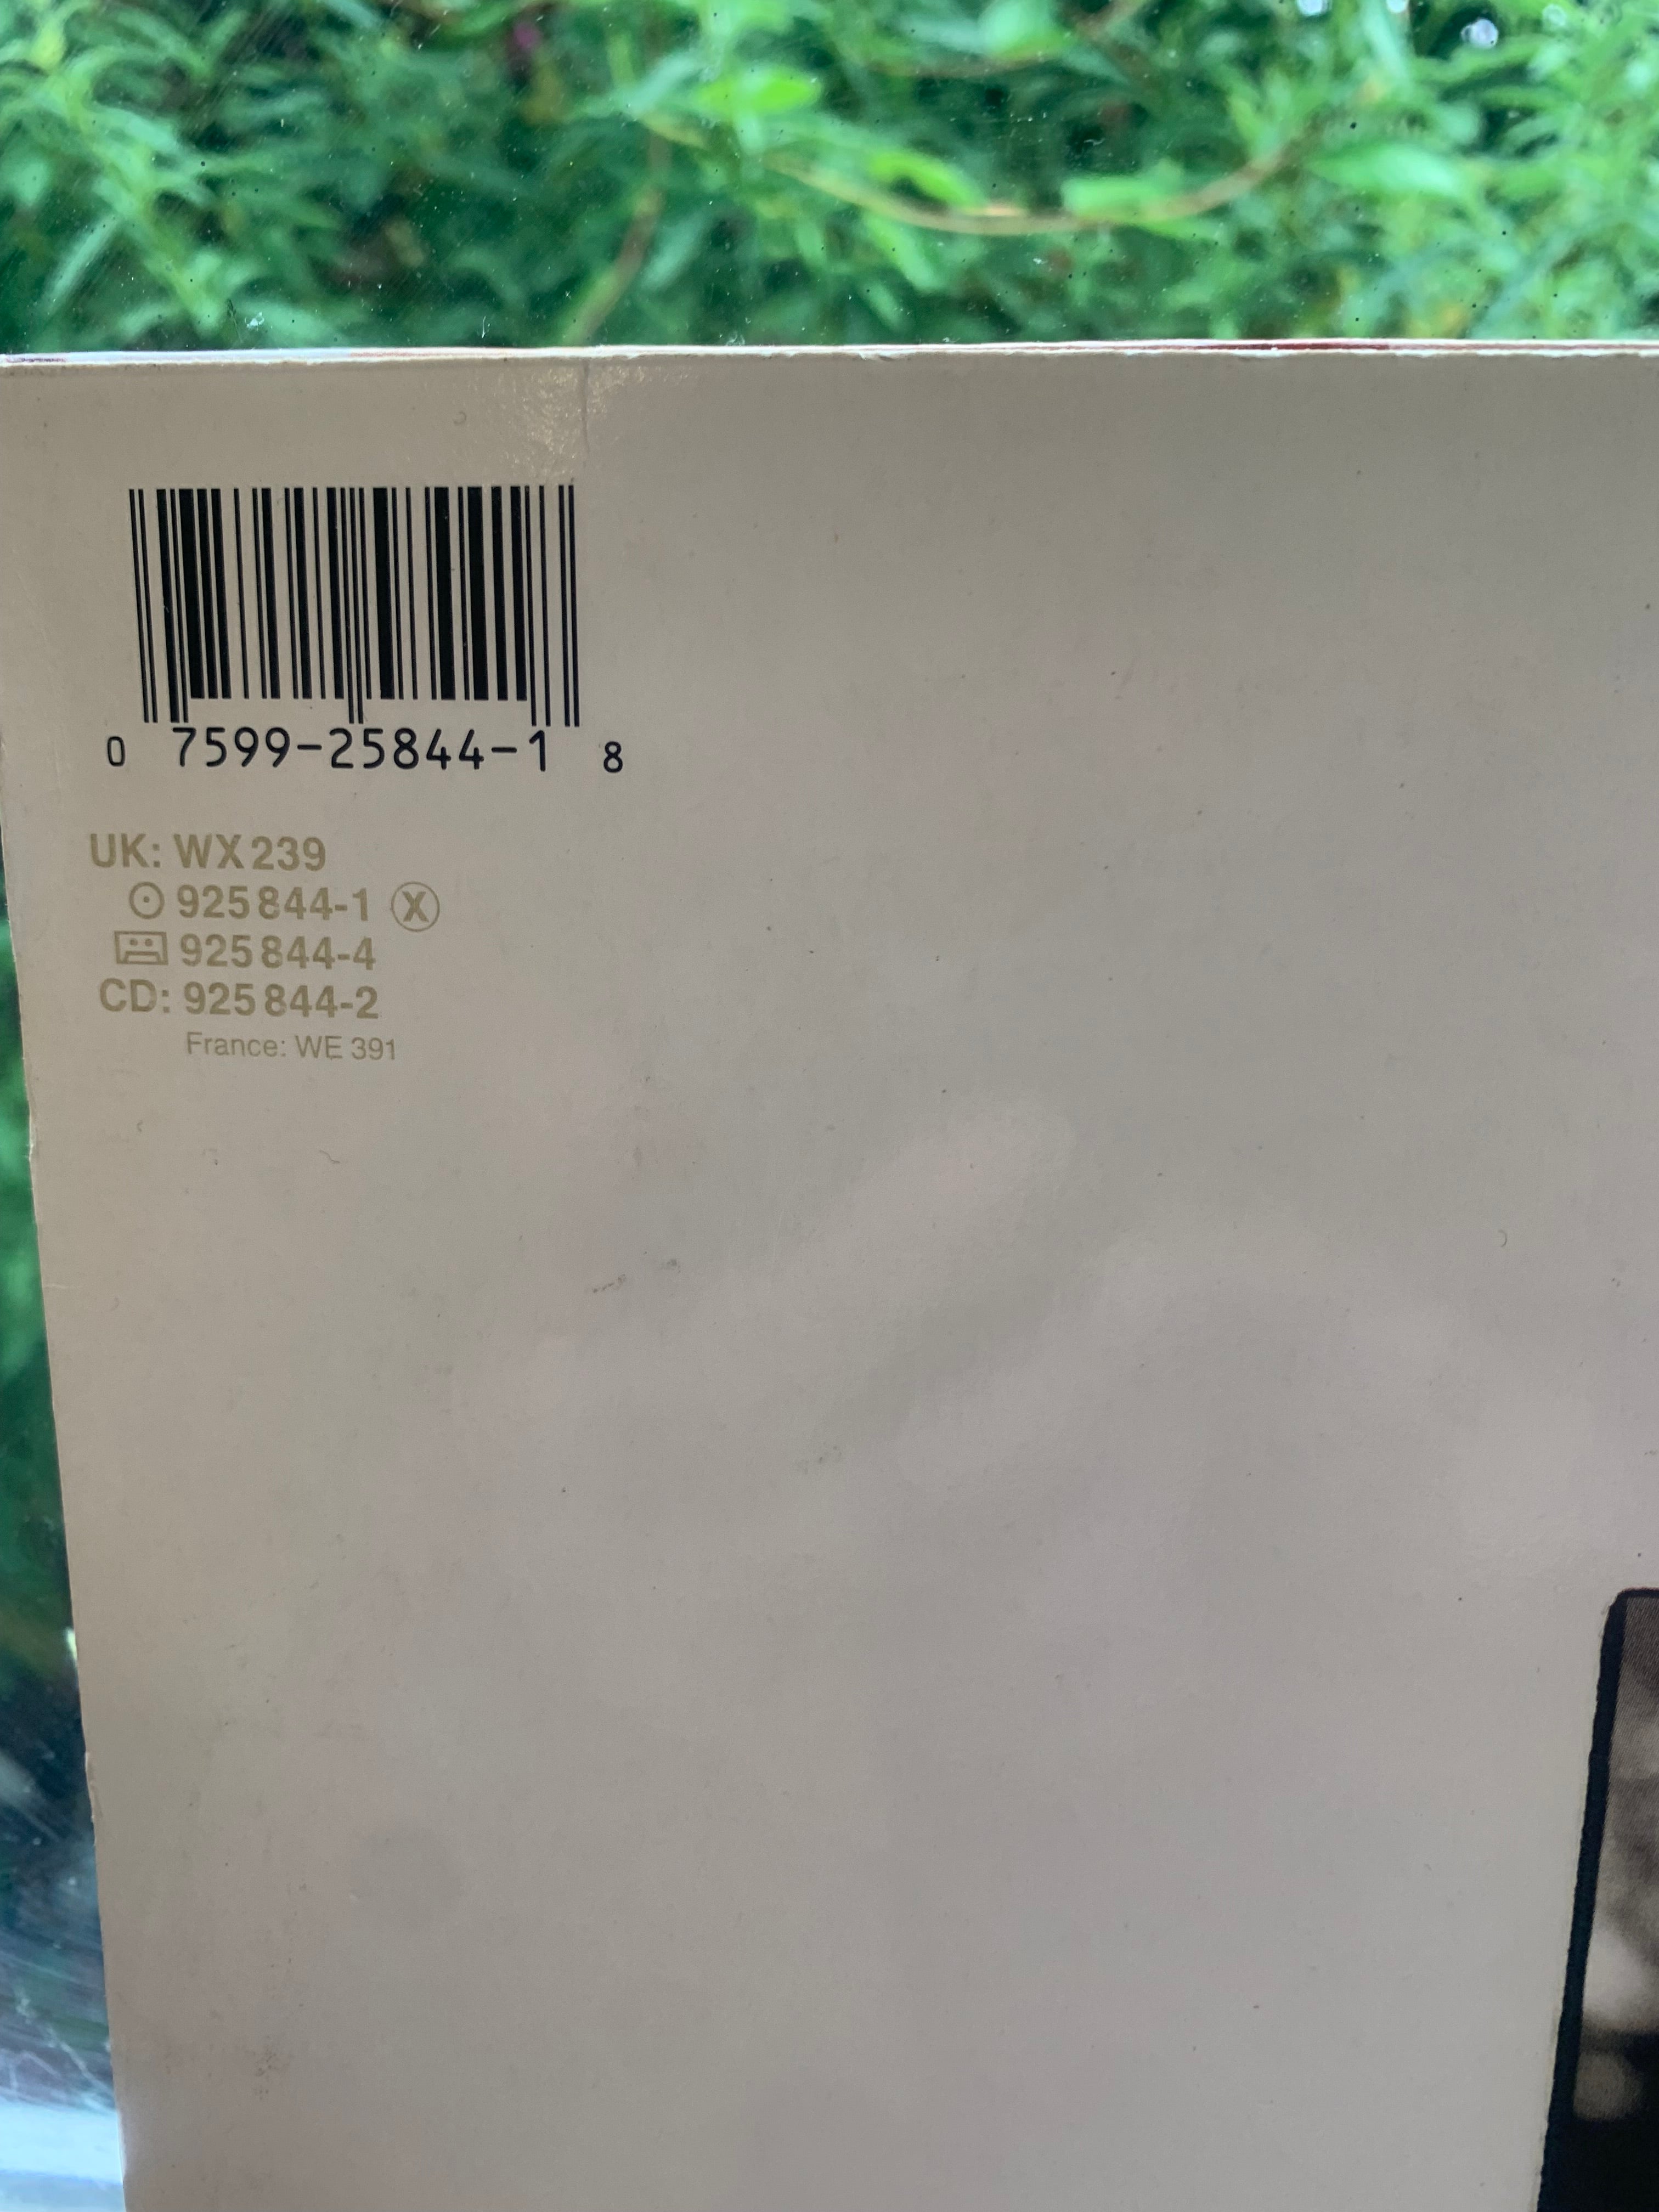 0 7599-25844-1 8
UK: WX 239
925 844-1 X
925 844-4
CD: 925 844-2
France: WE 391